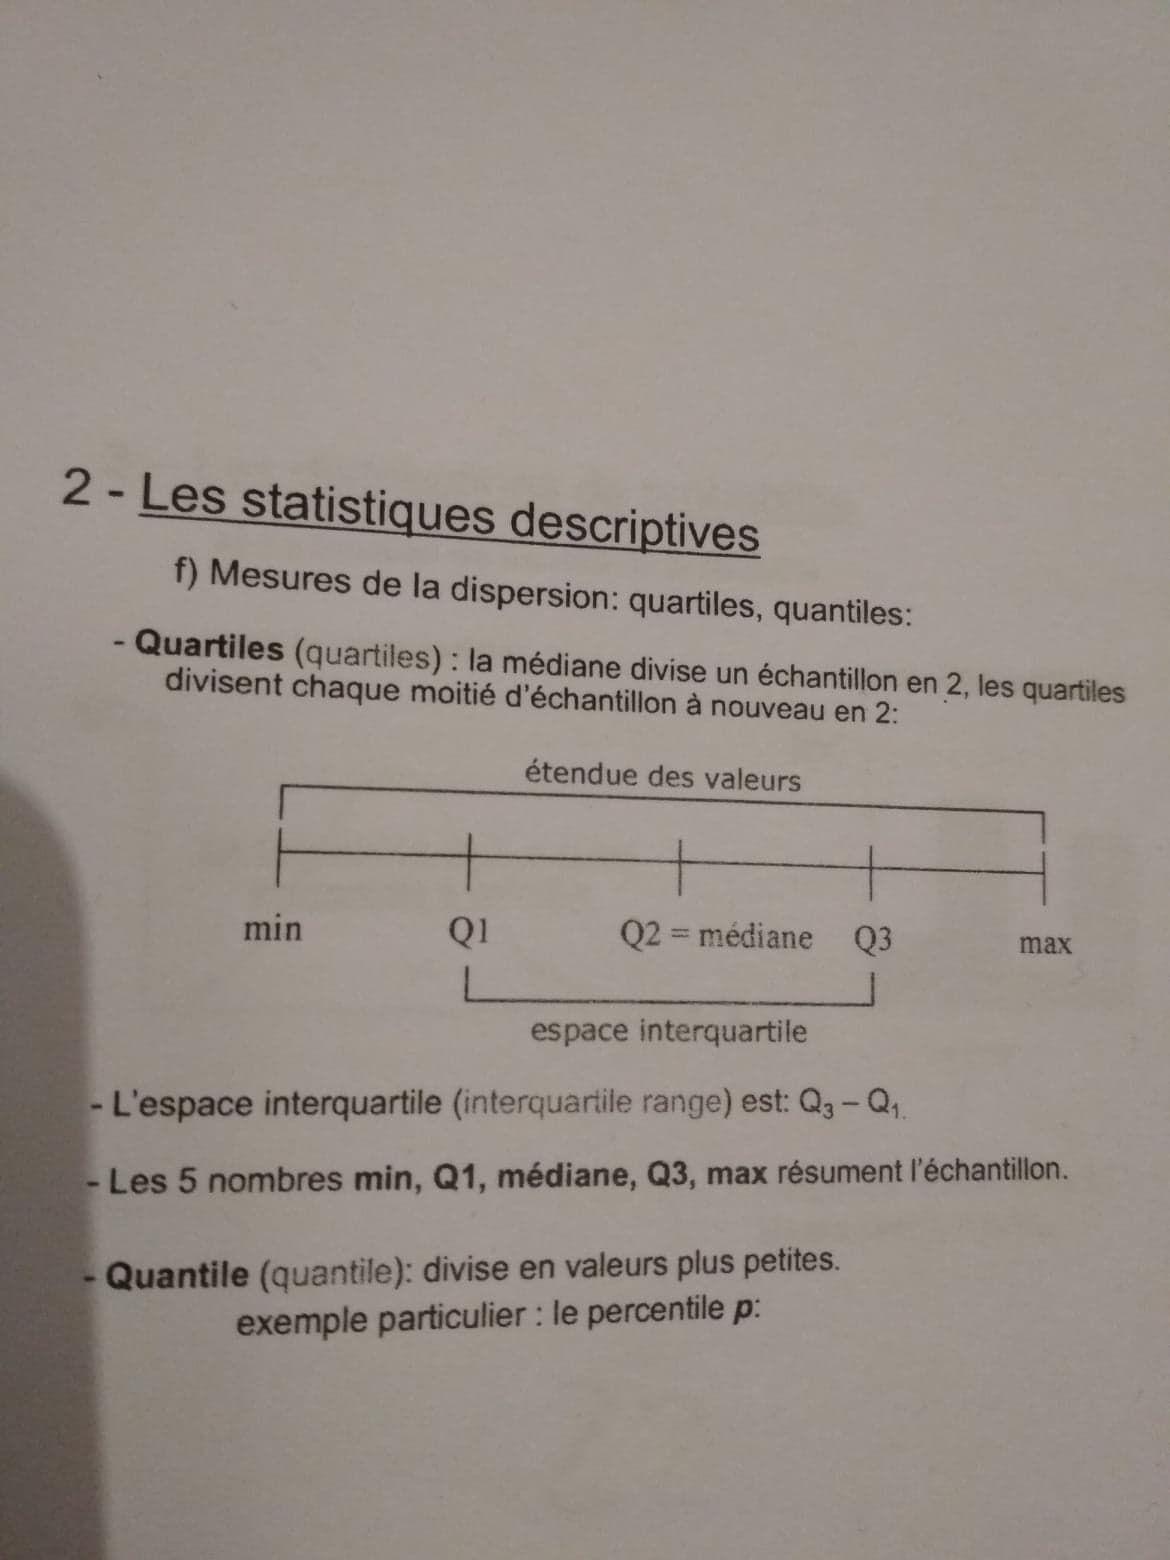 2 - Les statistiques descriptives
f) Mesures de la dispersion: quartiles, quantiles:
- Quartiles (quartiles) : la médiane divise un échantillon en 2, les quartiles
divisent chaque moitié d'échantillon à nouveau en 2:
étendue des valeurs
min Q1 Q2 = médiane Q3 max
espace interquartile
- L'espace interquartile (interquartile range) est: Q₃ – Q₁.
- Les 5 nombres min, Q1, médiane, Q3, max résument l'échantillon.
- Quantile (quantile): divise en valeurs plus petites.
exemple particulier : le percentile p: